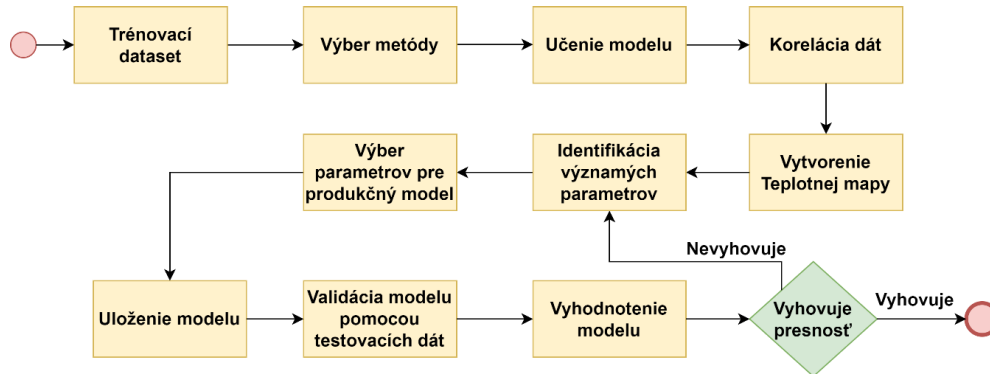 Trénovací
dataset
Výber metódy
Učenie modelu
Korelácia dát
Vytvorenie
Teplotnej mapy
Identifikácia
významých
parametrov
Výber
parametrov pre
produkčný model
Uloženie modelu
Validácia modelu
pomocou
testovacích dát
Vyhodnotenie
modelu
Vyhovuje
presnosť
Nevyhovuje
Vyhovuje